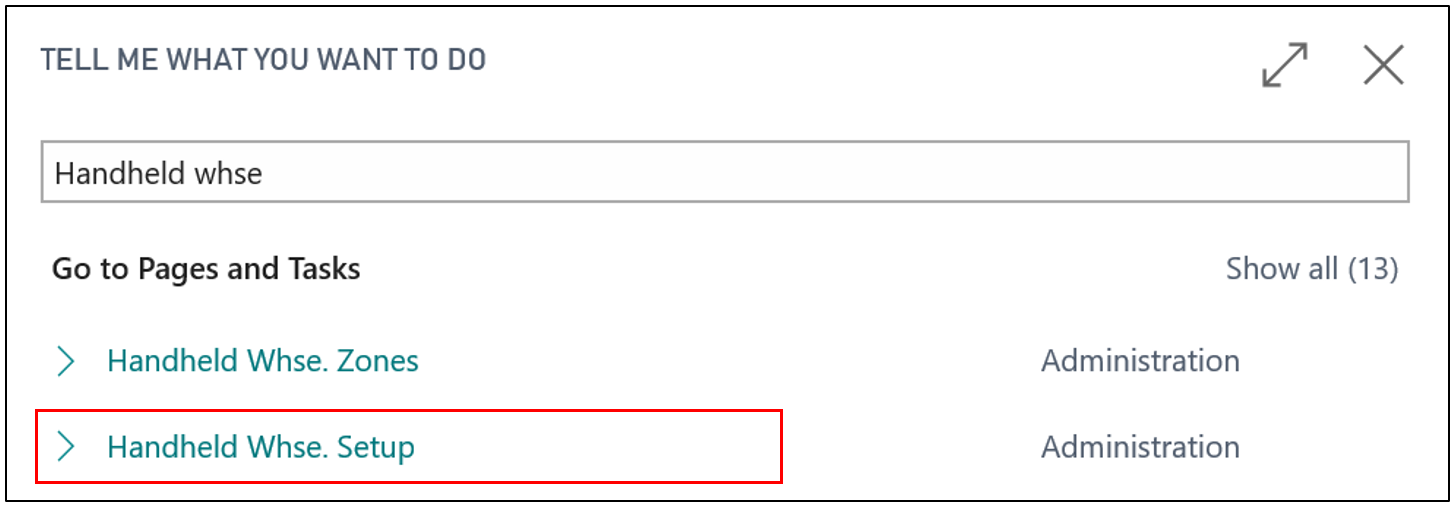 TELL ME WHAT YOU WANT TO DO
Handheld whse
Go to Pages and Tasks Show all (13)
Handheld Whse. Zones Administration
Handheld Whse. Setup Administration